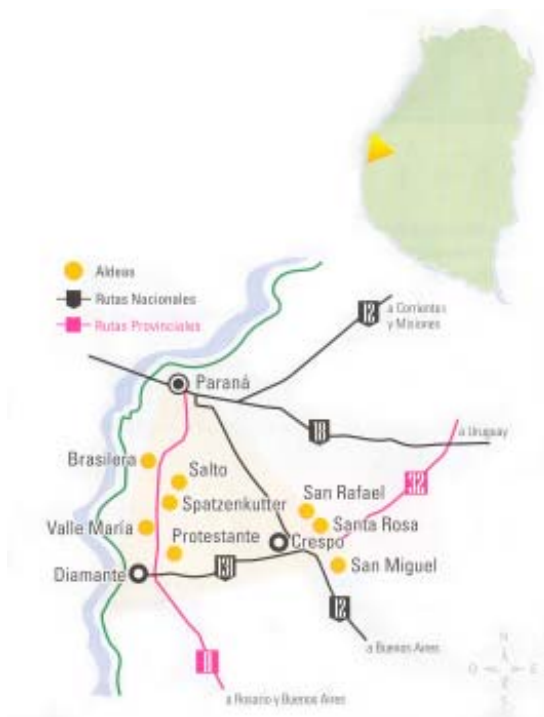 Aldeas
Rutas Nacionales
Rutas Provinciales
12
a Corrientes
y Misiones
Paraná
18
a Uruguay
Brasilera
Salto
32
San Rafael
Spatzenkutter
Santa Rosa
Valle María
Protestante
Crespo
San Miguel
Diamante
131
12
a Buenos Aires
11
a Rosario y Buenos Aires
N
O
E